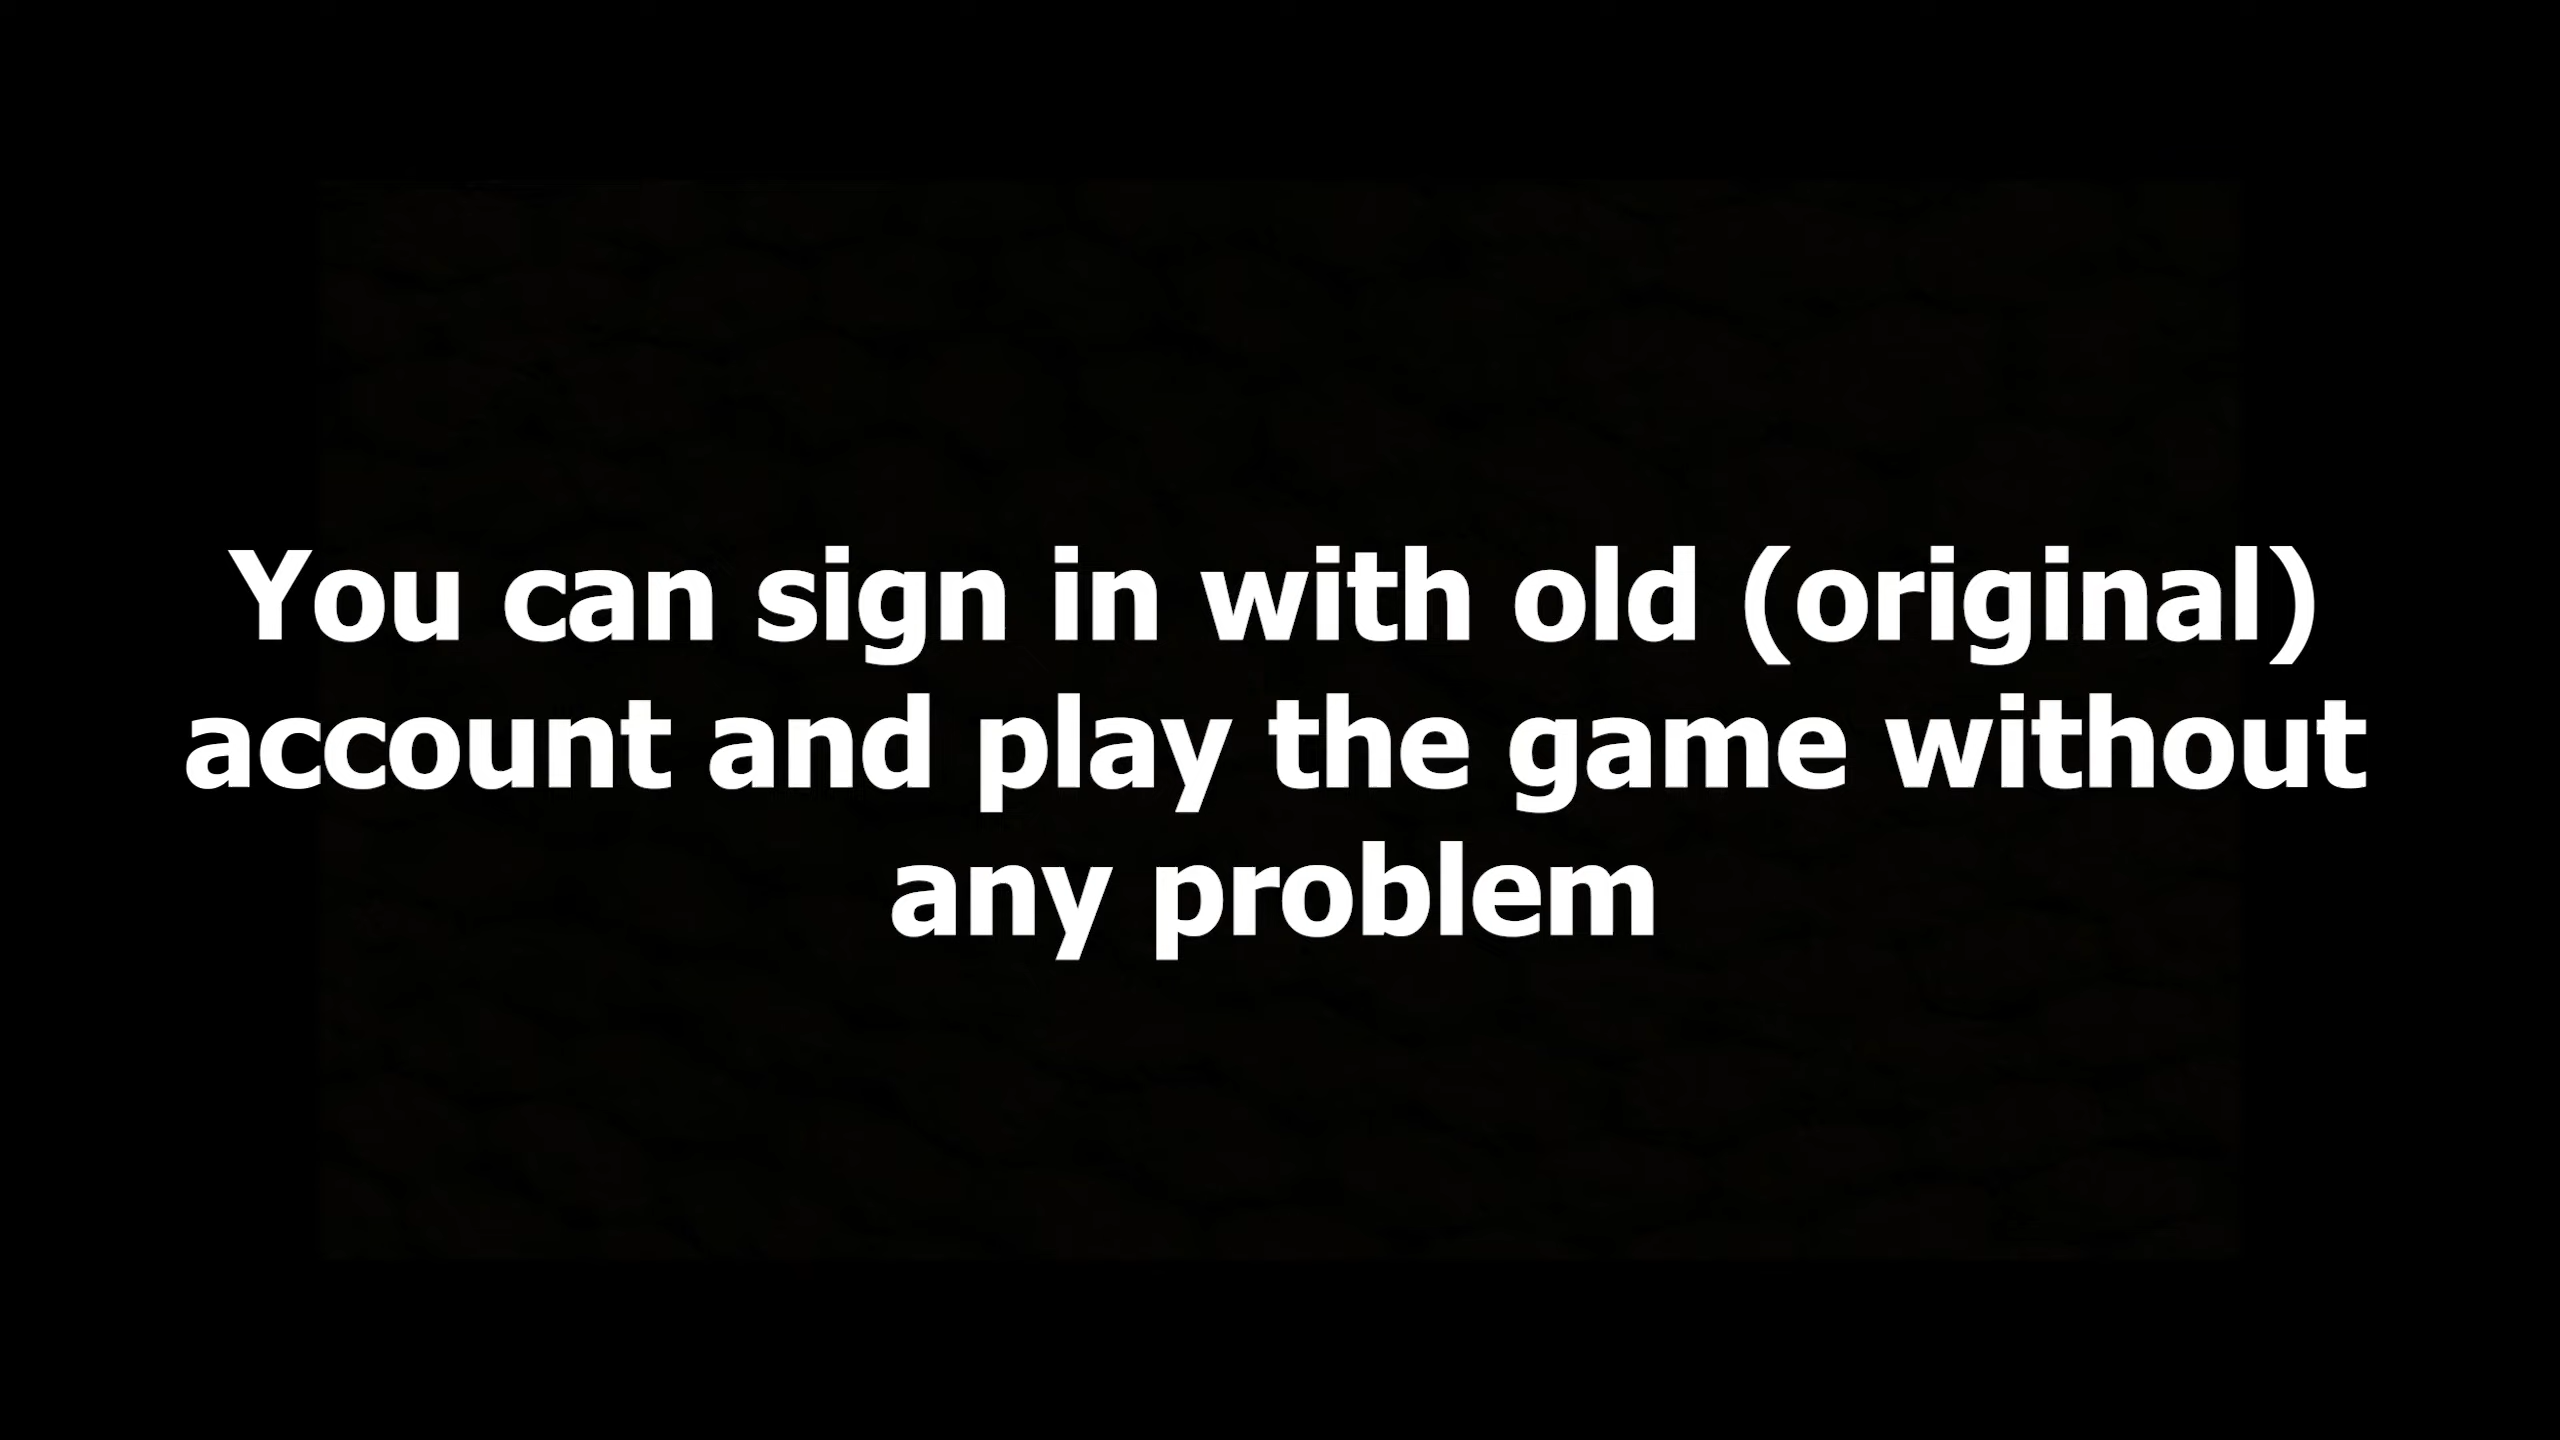 You can sign in with old (original)
account and play the game without
any problem